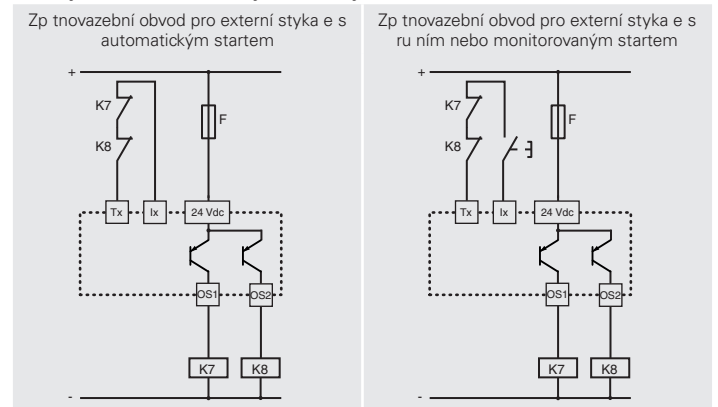 Zp tnovazební obvod pro externí styka e s
automatickým startem
+
K7
K8
F
Tx
Ix
24 Vdc
OS1
OS2
K7
K8
-
Zp tnovazební obvod pro externí styka e s
ru ním nebo monitorovaným startem
+
K7
K8
F
Tx
Ix
24 Vdc
OS1
OS2
K7
K8
-